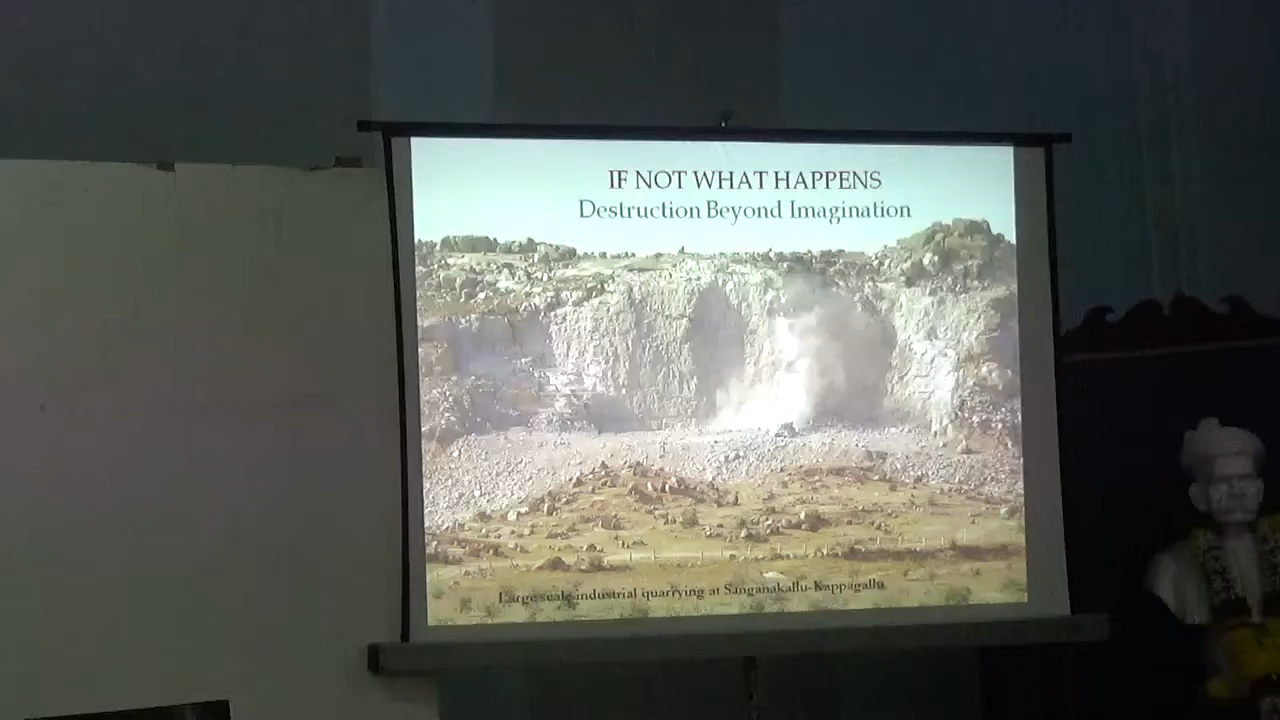 IF NOT WHAT HAPPENS
Destruction Beyond Imagination
Large scale industrial quarrying at Sanganakallu-Kappagallu